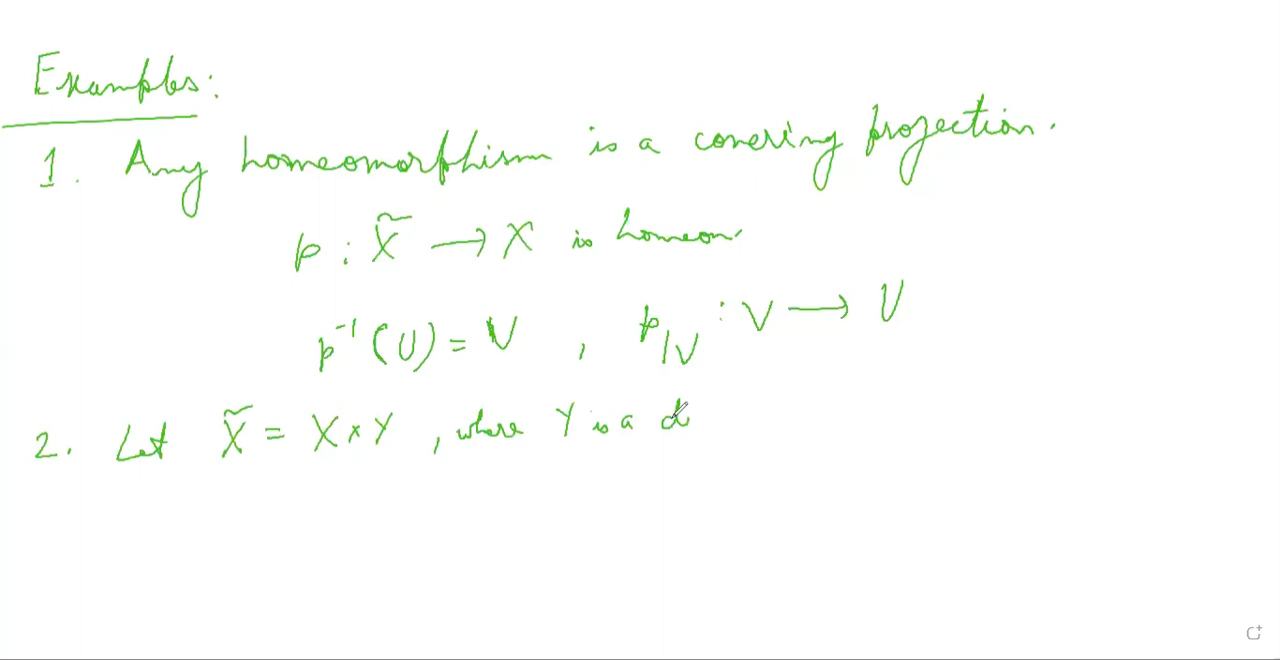 Examples:
1. Any homeomorphism is a covering projection.
p : X̃ → X is homeom.
p⁻¹(U) = V , p|V : V → U
2. Let X̃ = X × Y , where Y is a d